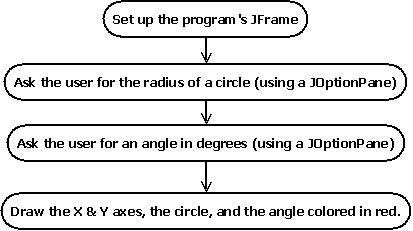 Set up the program's JFrame
Ask the user for the radius of a circle (using a JOptionPane)
Ask the user for an angle in degrees (using a JOptionPane)
Draw the X & Y axes, the circle, and the angle colored in red.